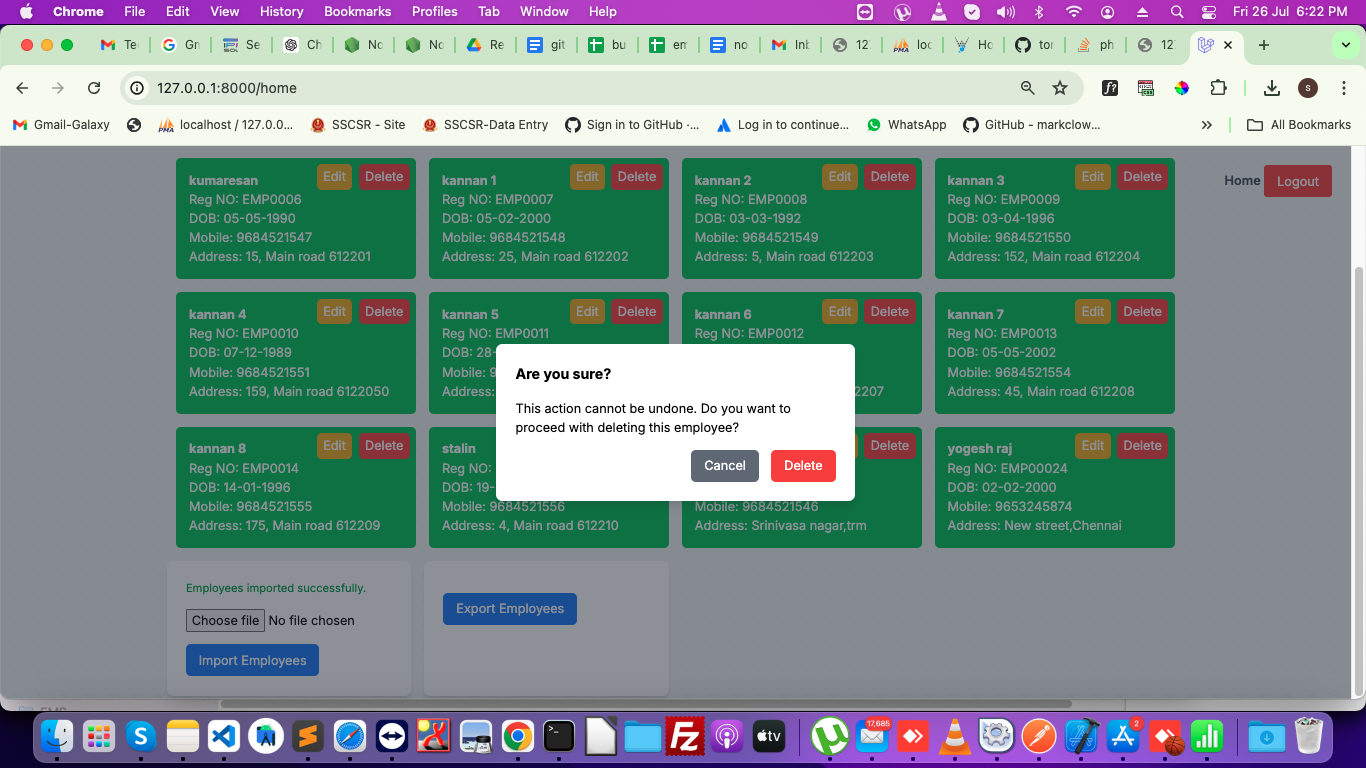 Chrome File Edit View History Bookmarks Profiles Tab Window Help Fri 26 Jul 6:22 PM
Te Gn Se Ch No No Re git bu em no Inb 12 loc Ho tor ph 12
127.0.0.1:8000/home
Gmail-Galaxy localhost / 127.0.0... SSCSR - Site SSCSR-Data Entry Sign in to GitHub ·... Log in to continue... WhatsApp GitHub - markclow... All Bookmarks
Home Logout
kumaresan Edit Delete
Reg NO: EMP0006
DOB: 05-05-1990
Mobile: 9684521547
Address: 15, Main road 612201
kannan 1 Edit Delete
Reg NO: EMP0007
DOB: 05-02-2000
Mobile: 9684521548
Address: 25, Main road 612202
kannan 2 Edit Delete
Reg NO: EMP0008
DOB: 03-03-1992
Mobile: 9684521549
Address: 5, Main road 612203
kannan 3 Edit Delete
Reg NO: EMP0009
DOB: 03-04-1996
Mobile: 9684521550
Address: 152, Main road 612204
kannan 4 Edit Delete
Reg NO: EMP0010
DOB: 07-12-1989
Mobile: 9684521551
Address: 159, Main road 6122050
kannan 5 Edit Delete
Reg NO: EMP0011
DOB: 28-
Mobile: 9
Address:
kannan 6 Edit Delete
Reg NO: EMP0012
207
kannan 7 Edit Delete
Reg NO: EMP0013
DOB: 05-05-2002
Mobile: 9684521554
Address: 45, Main road 612208
Are you sure?
This action cannot be undone. Do you want to
proceed with deleting this employee?
Cancel Delete
kannan 8 Edit Delete
Reg NO: EMP0014
DOB: 14-01-1996
Mobile: 9684521555
Address: 175, Main road 612209
stalin
Reg NO:
DOB: 19-
Mobile: 9684521556
Address: 4, Main road 612210
Delete
Mobile: 9684521546
Address: Srinivasa nagar,trm
yogesh raj Edit Delete
Reg NO: EMP00024
DOB: 02-02-2000
Mobile: 9653245874
Address: New street,Chennai
Employees imported successfully.
Choose file No file chosen
Import Employees
Export Employees
17,685
tv
2